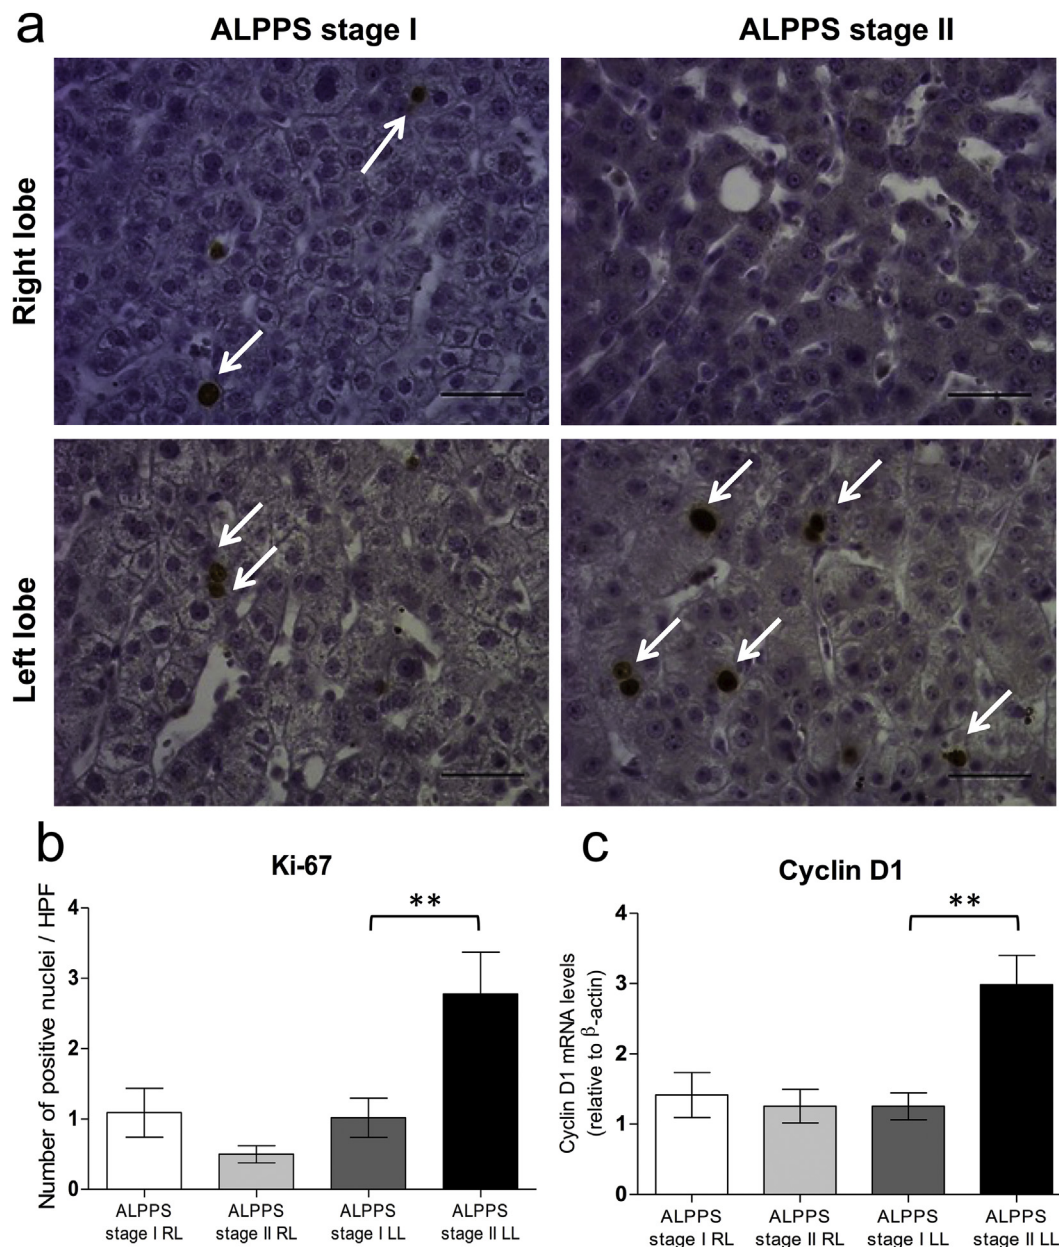 a
ALPPS stage I
ALPPS stage II
Right lobe
Left lobe
b
Ki-67
Number of positive nuclei / HPF
4
3
2
1
0
**
ALPPS
stage I RL
ALPPS
stage II RL
ALPPS
stage I LL
ALPPS
stage II LL
c
Cyclin D1
Cyclin D1 mRNA levels
(relative to β-actin)
4
3
2
1
0
**
ALPPS
stage I RL
ALPPS
stage II RL
ALPPS
stage I LL
ALPPS
stage II LL